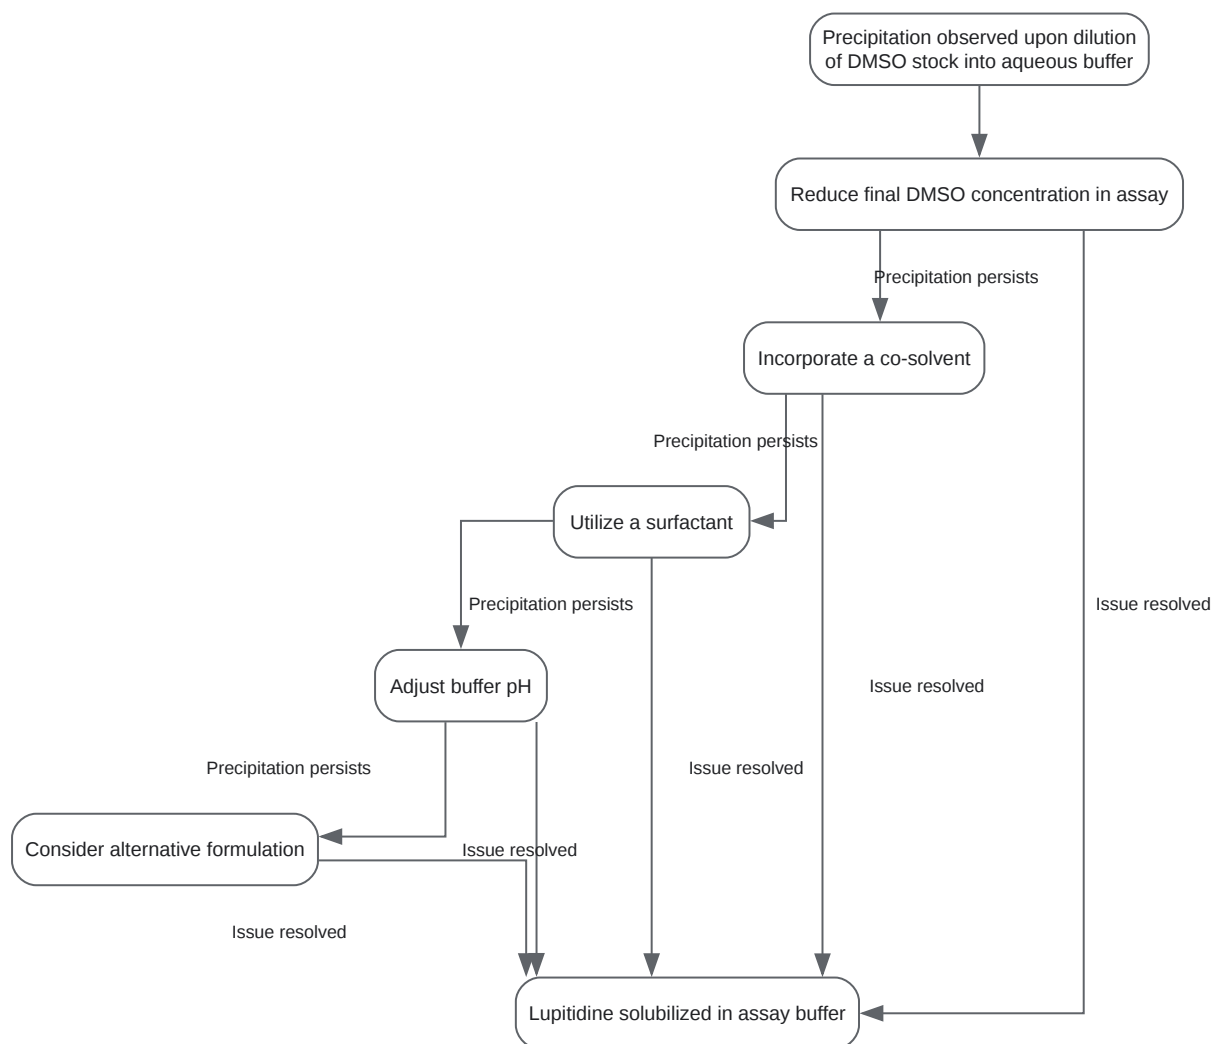 Precipitation observed upon dilution
of DMSO stock into aqueous buffer
Reduce final DMSO concentration in assay
Precipitation persists
Incorporate a co-solvent
Precipitation persists
Utilize a surfactant
Precipitation persists
Issue resolved
Adjust buffer pH
Issue resolved
Precipitation persists
Issue resolved
Consider alternative formulation
Issue resolved
Issue resolved
Lupitidine solubilized in assay buffer